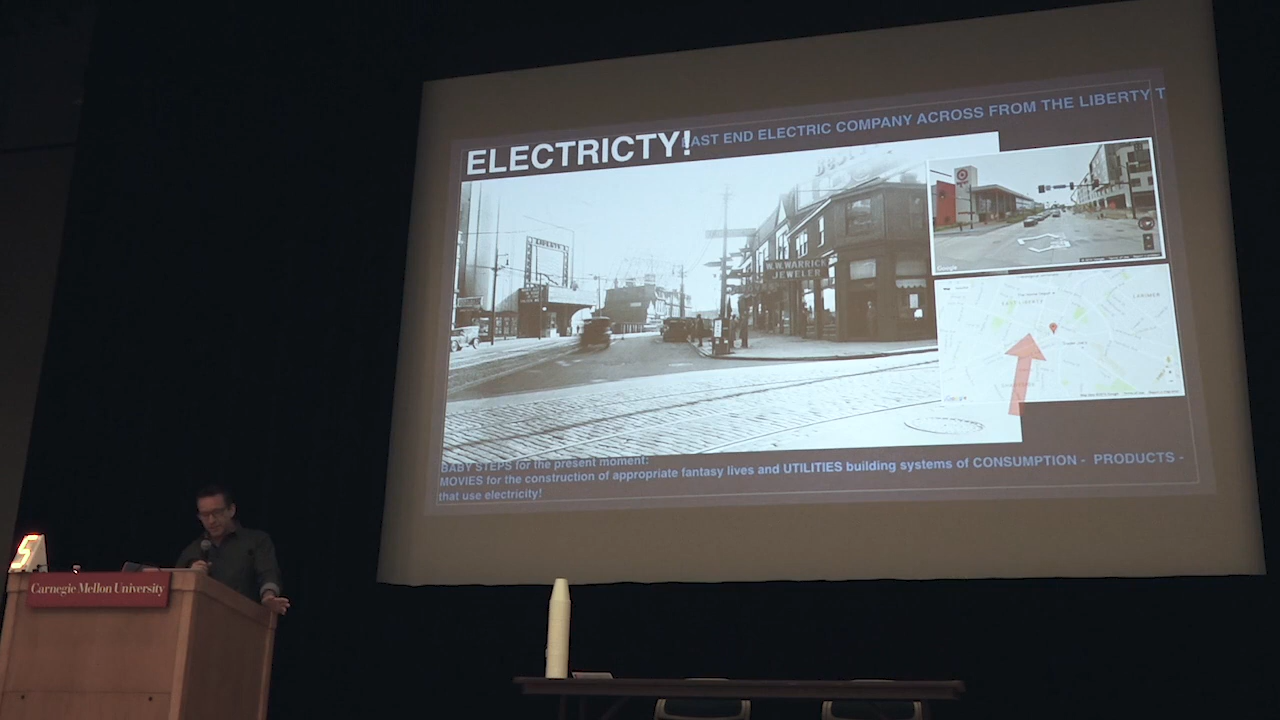 EAST END ELECTRIC COMPANY ACROSS FROM THE LIBERTY T
ELECTRICTY!
LIBERTY
W.W. WARRICK
JEWELER
BABY STEPS for the present moment:
MOVIES for the construction of appropriate fantasy lives and UTILITIES building systems of CONSUMPTION - PRODUCTS -
that use electricity!
5
Carnegie Mellon University